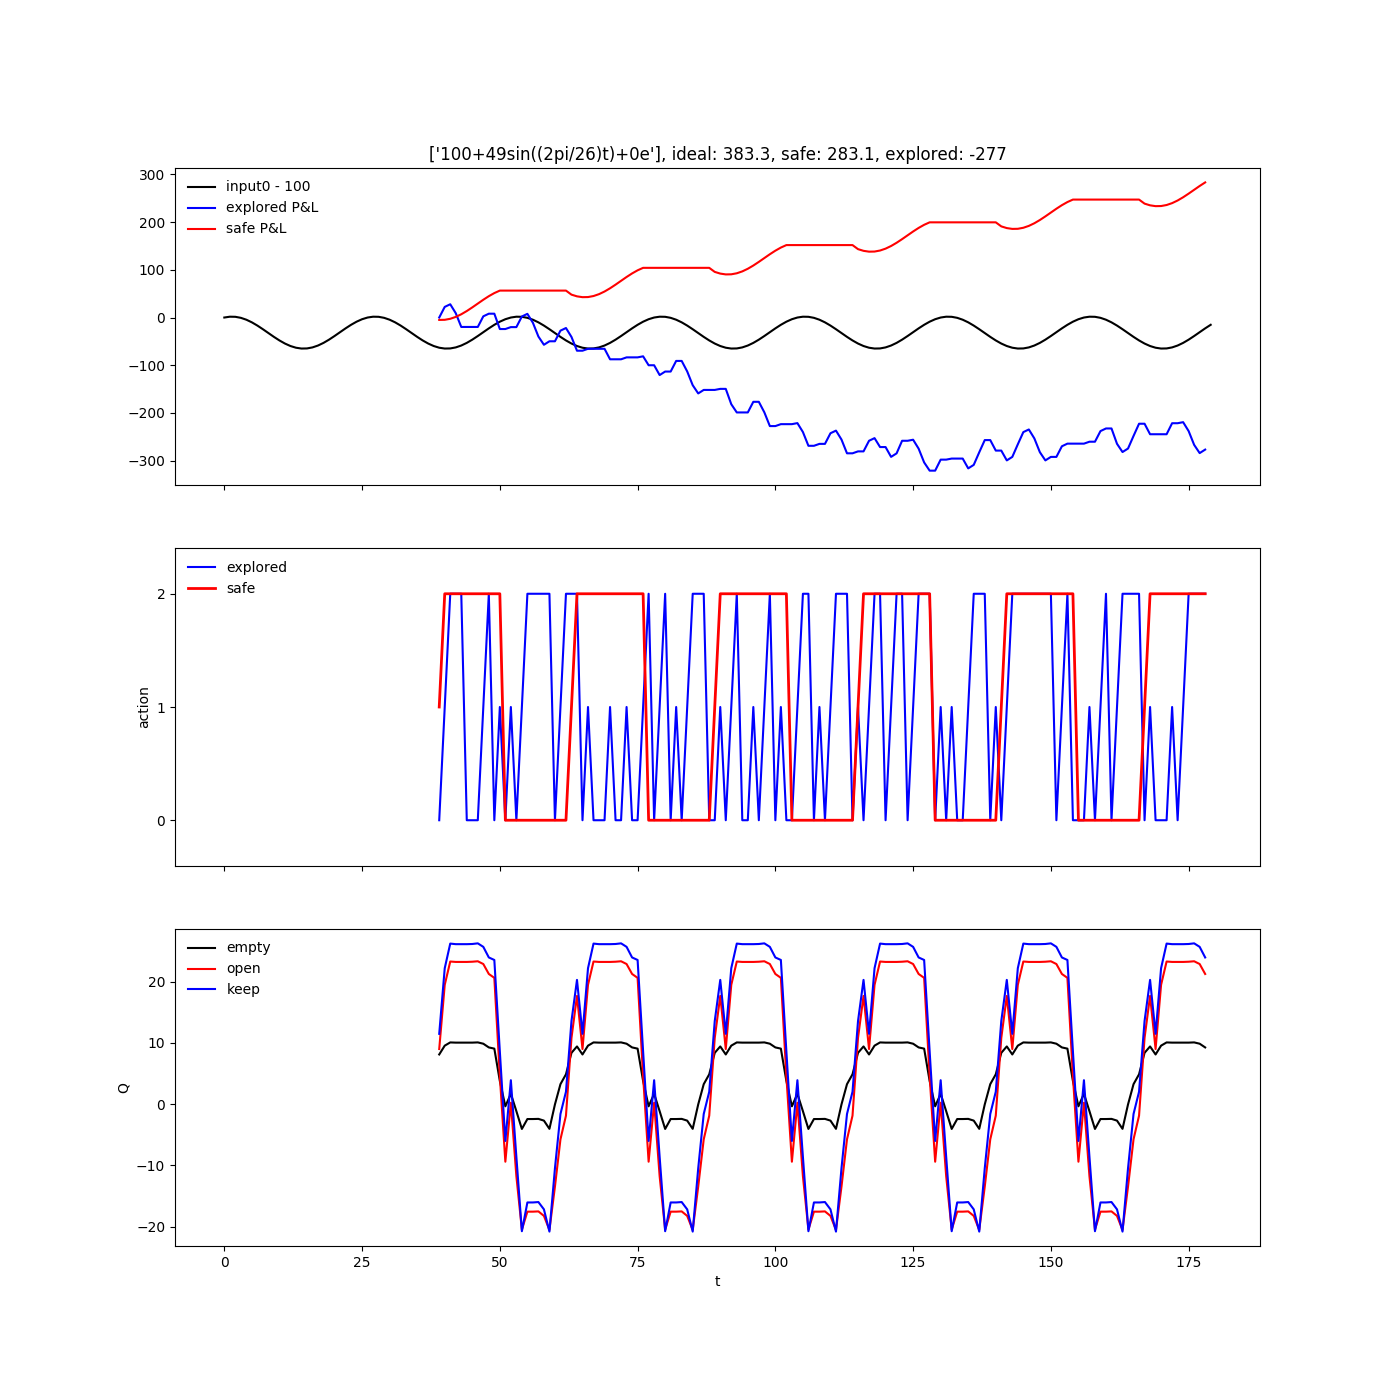 ['100+49sin((2pi/26)t)+0e'], ideal: 383.3, safe: 283.1, explored: -277
300
200
100
0
−100
−200
−300
input0 - 100
explored P&L
safe P&L
2
1
0
action
explored
safe
20
10
0
−10
−20
Q
empty
open
keep
0 25 50 75 100 125 150 175
t